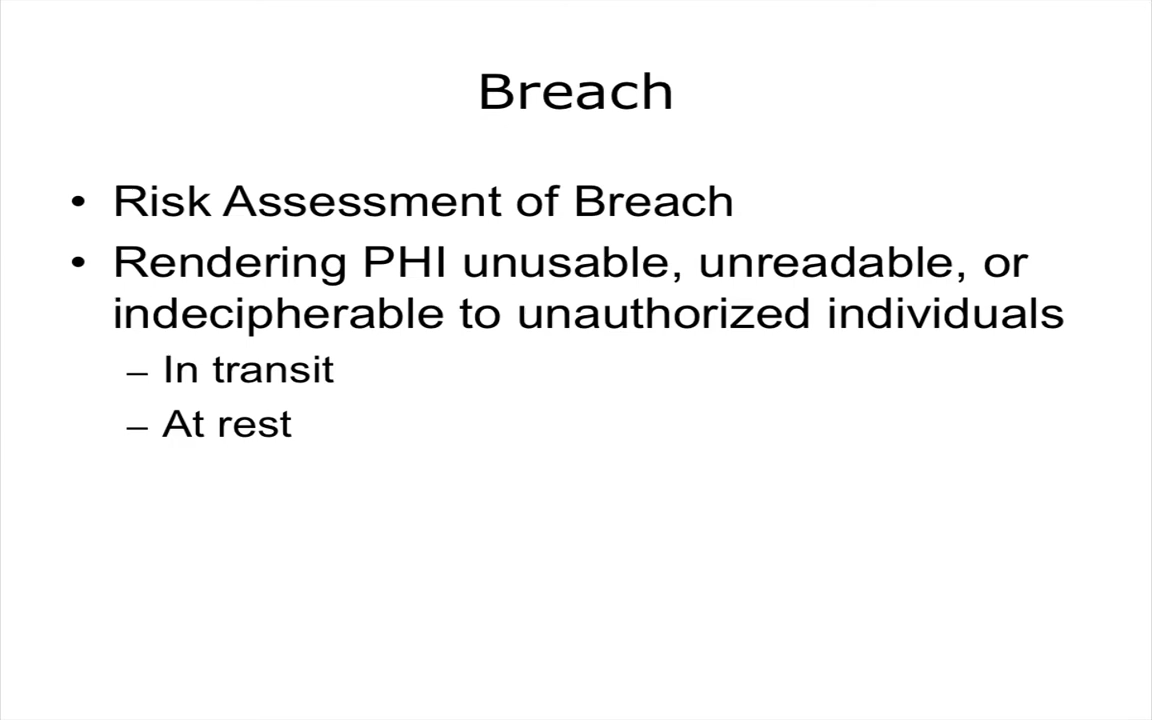 Breach
• Risk Assessment of Breach
• Rendering PHI unusable, unreadable, or
indecipherable to unauthorized individuals
– In transit
– At rest